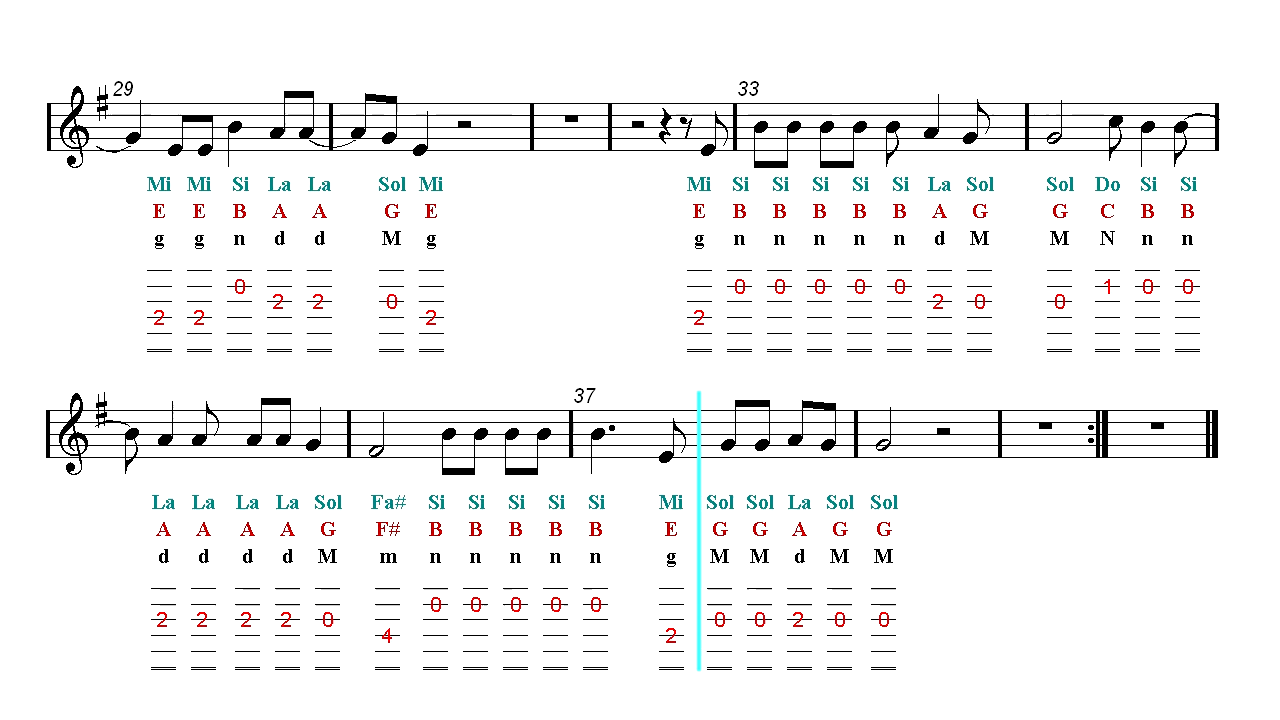 29 33
Mi Mi Si La La Sol Mi Mi Si Si Si Si Si La Sol Sol Do Si Si
E E B A A G E E B B B B B A G G C B B
g g n d d M g g n n n n n d M M N n n
2 2 0 2 2 0 2 2 0 0 0 0 0 2 0 0 1 0 0
37
La La La La Sol Fa# Si Si Si Si Si Mi Sol Sol La Sol Sol
A A A A G F# B B B B B E G G A G G
d d d d M m n n n n n g M M d M M
2 2 2 2 0 4 0 0 0 0 0 2 0 0 2 0 0